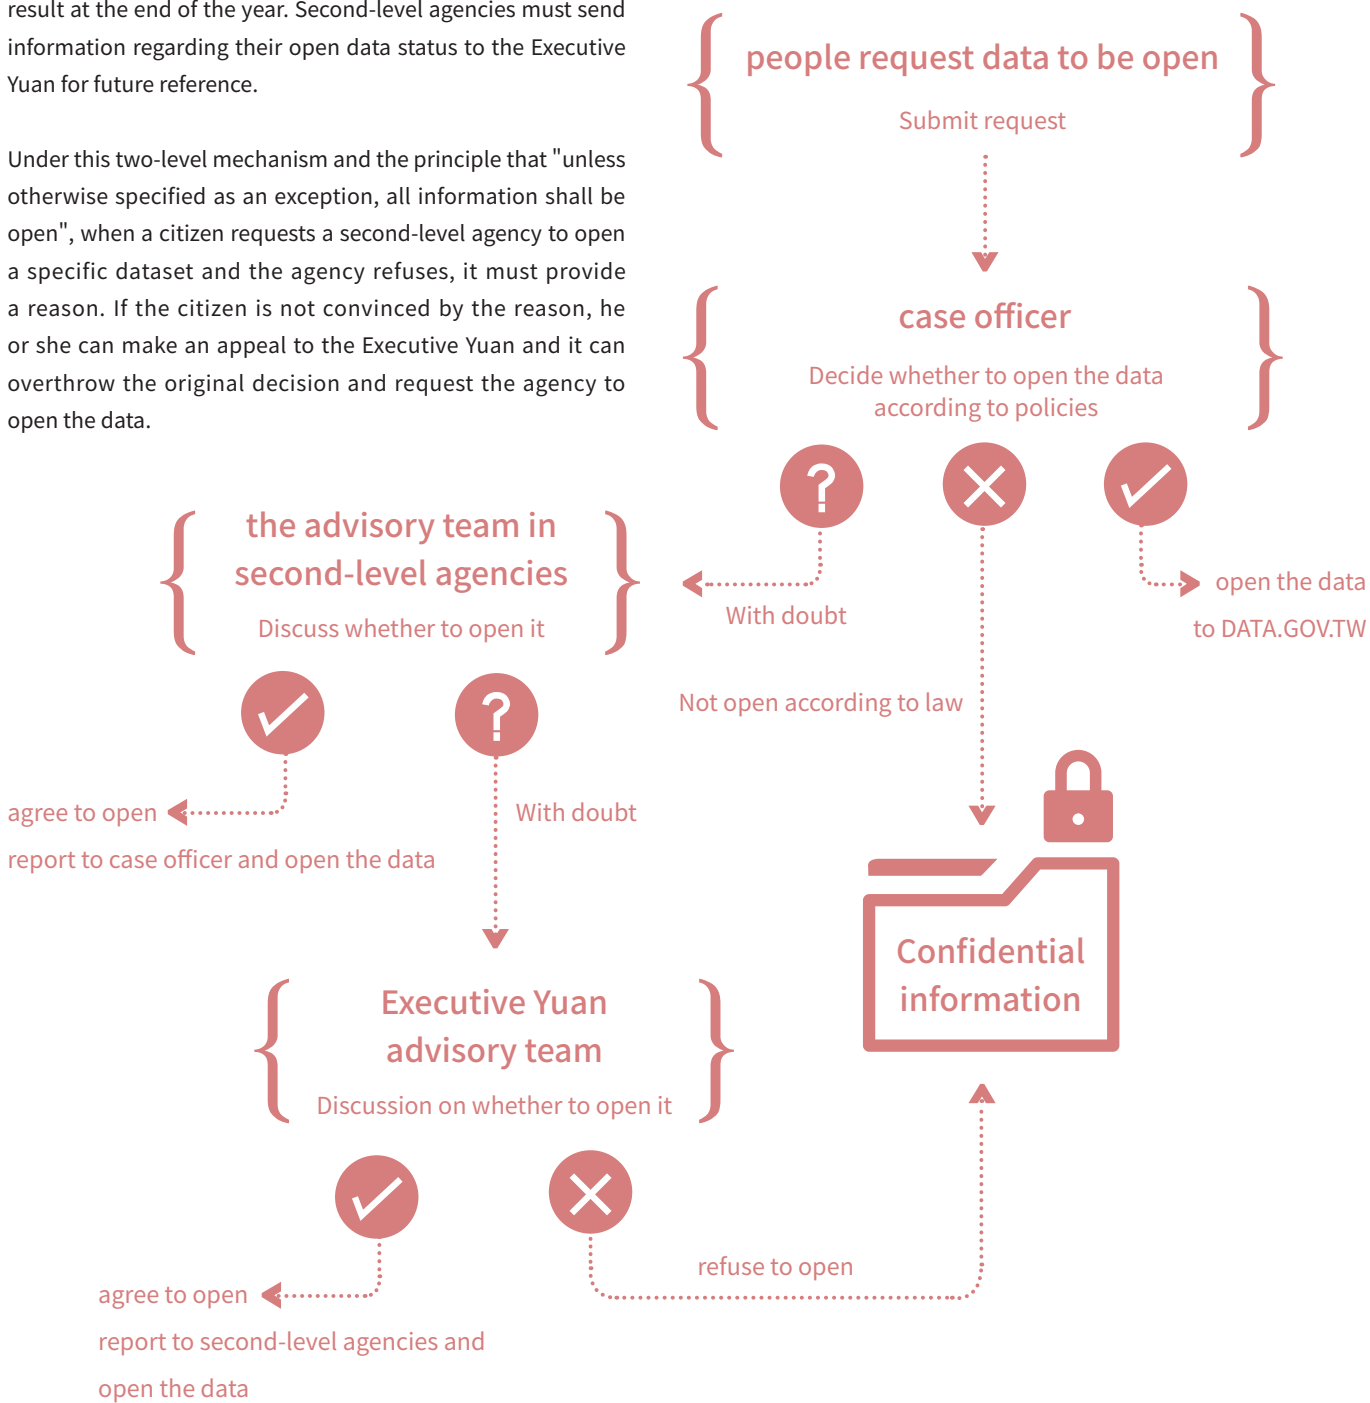 result at the end of the year. Second-level agencies must send
information regarding their open data status to the Executive
Yuan for future reference.
Under this two-level mechanism and the principle that "unless
otherwise specified as an exception, all information shall be
open", when a citizen requests a second-level agency to open
a specific dataset and the agency refuses, it must provide
a reason. If the citizen is not convinced by the reason, he
or she can make an appeal to the Executive Yuan and it can
overthrow the original decision and request the agency to
open the data.
people request data to be open
Submit request
case officer
Decide whether to open the data
according to policies
?
With doubt
Not open according to law
open the data
to DATA.GOV.TW
the advisory team in
second-level agencies
Discuss whether to open it
?
agree to open
report to case officer and open the data
With doubt
Confidential
information
Executive Yuan
advisory team
Discussion on whether to open it
refuse to open
agree to open
report to second-level agencies and
open the data